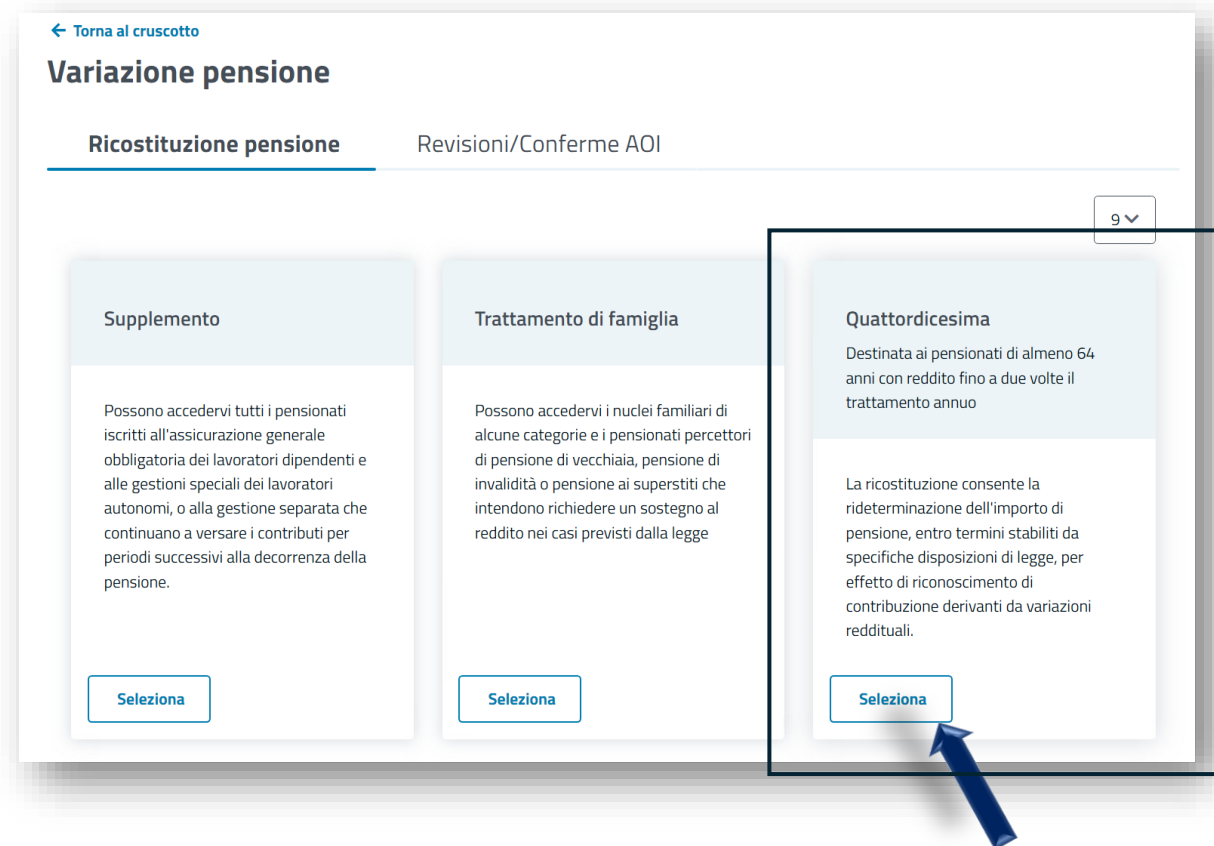 Torna al cruscotto
Variazione pensione
Ricostituzione pensione
Revisioni/Conferme AOI
9
Supplemento
Possono accedervi tutti i pensionati
iscritti all'assicurazione generale
obbligatoria dei lavoratori dipendenti e
alle gestioni speciali dei lavoratori
autonomi, o alla gestione separata che
continuano a versare i contributi per
periodi successivi alla decorrenza della
pensione.
Seleziona
Trattamento di famiglia
Possono accedervi i nuclei familiari di
alcune categorie e i pensionati percettori
di pensione di vecchiaia, pensione di
invalidità o pensione ai superstiti che
intendono richiedere un sostegno al
reddito nei casi previsti dalla legge
Seleziona
Quattordicesima
Destinata ai pensionati di almeno 64
anni con reddito fino a due volte il
trattamento annuo
La ricostituzione consente la
rideterminazione dell'importo di
pensione, entro termini stabiliti da
specifiche disposizioni di legge, per
effetto di riconoscimento di
contribuzione derivanti da variazioni
reddituali.
Seleziona